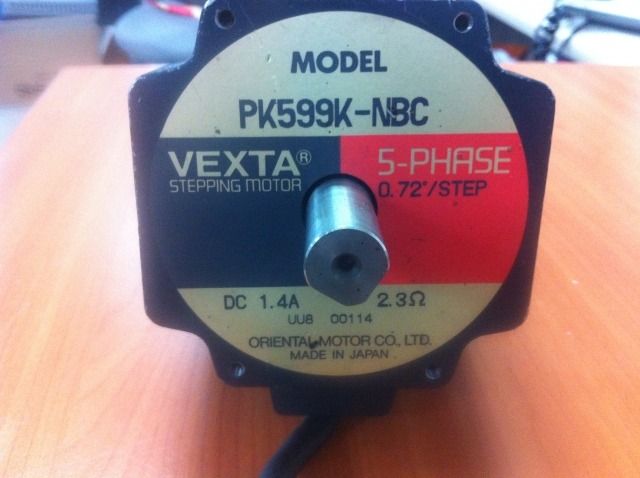 MODEL
PK599K-NBC
VEXTA® 5-PHASE
STEPPING MOTOR 0.72°/STEP
DC 1.4A 2.3Ω
UU8 00114
ORIENTAL MOTOR CO., LTD.
MADE IN JAPAN